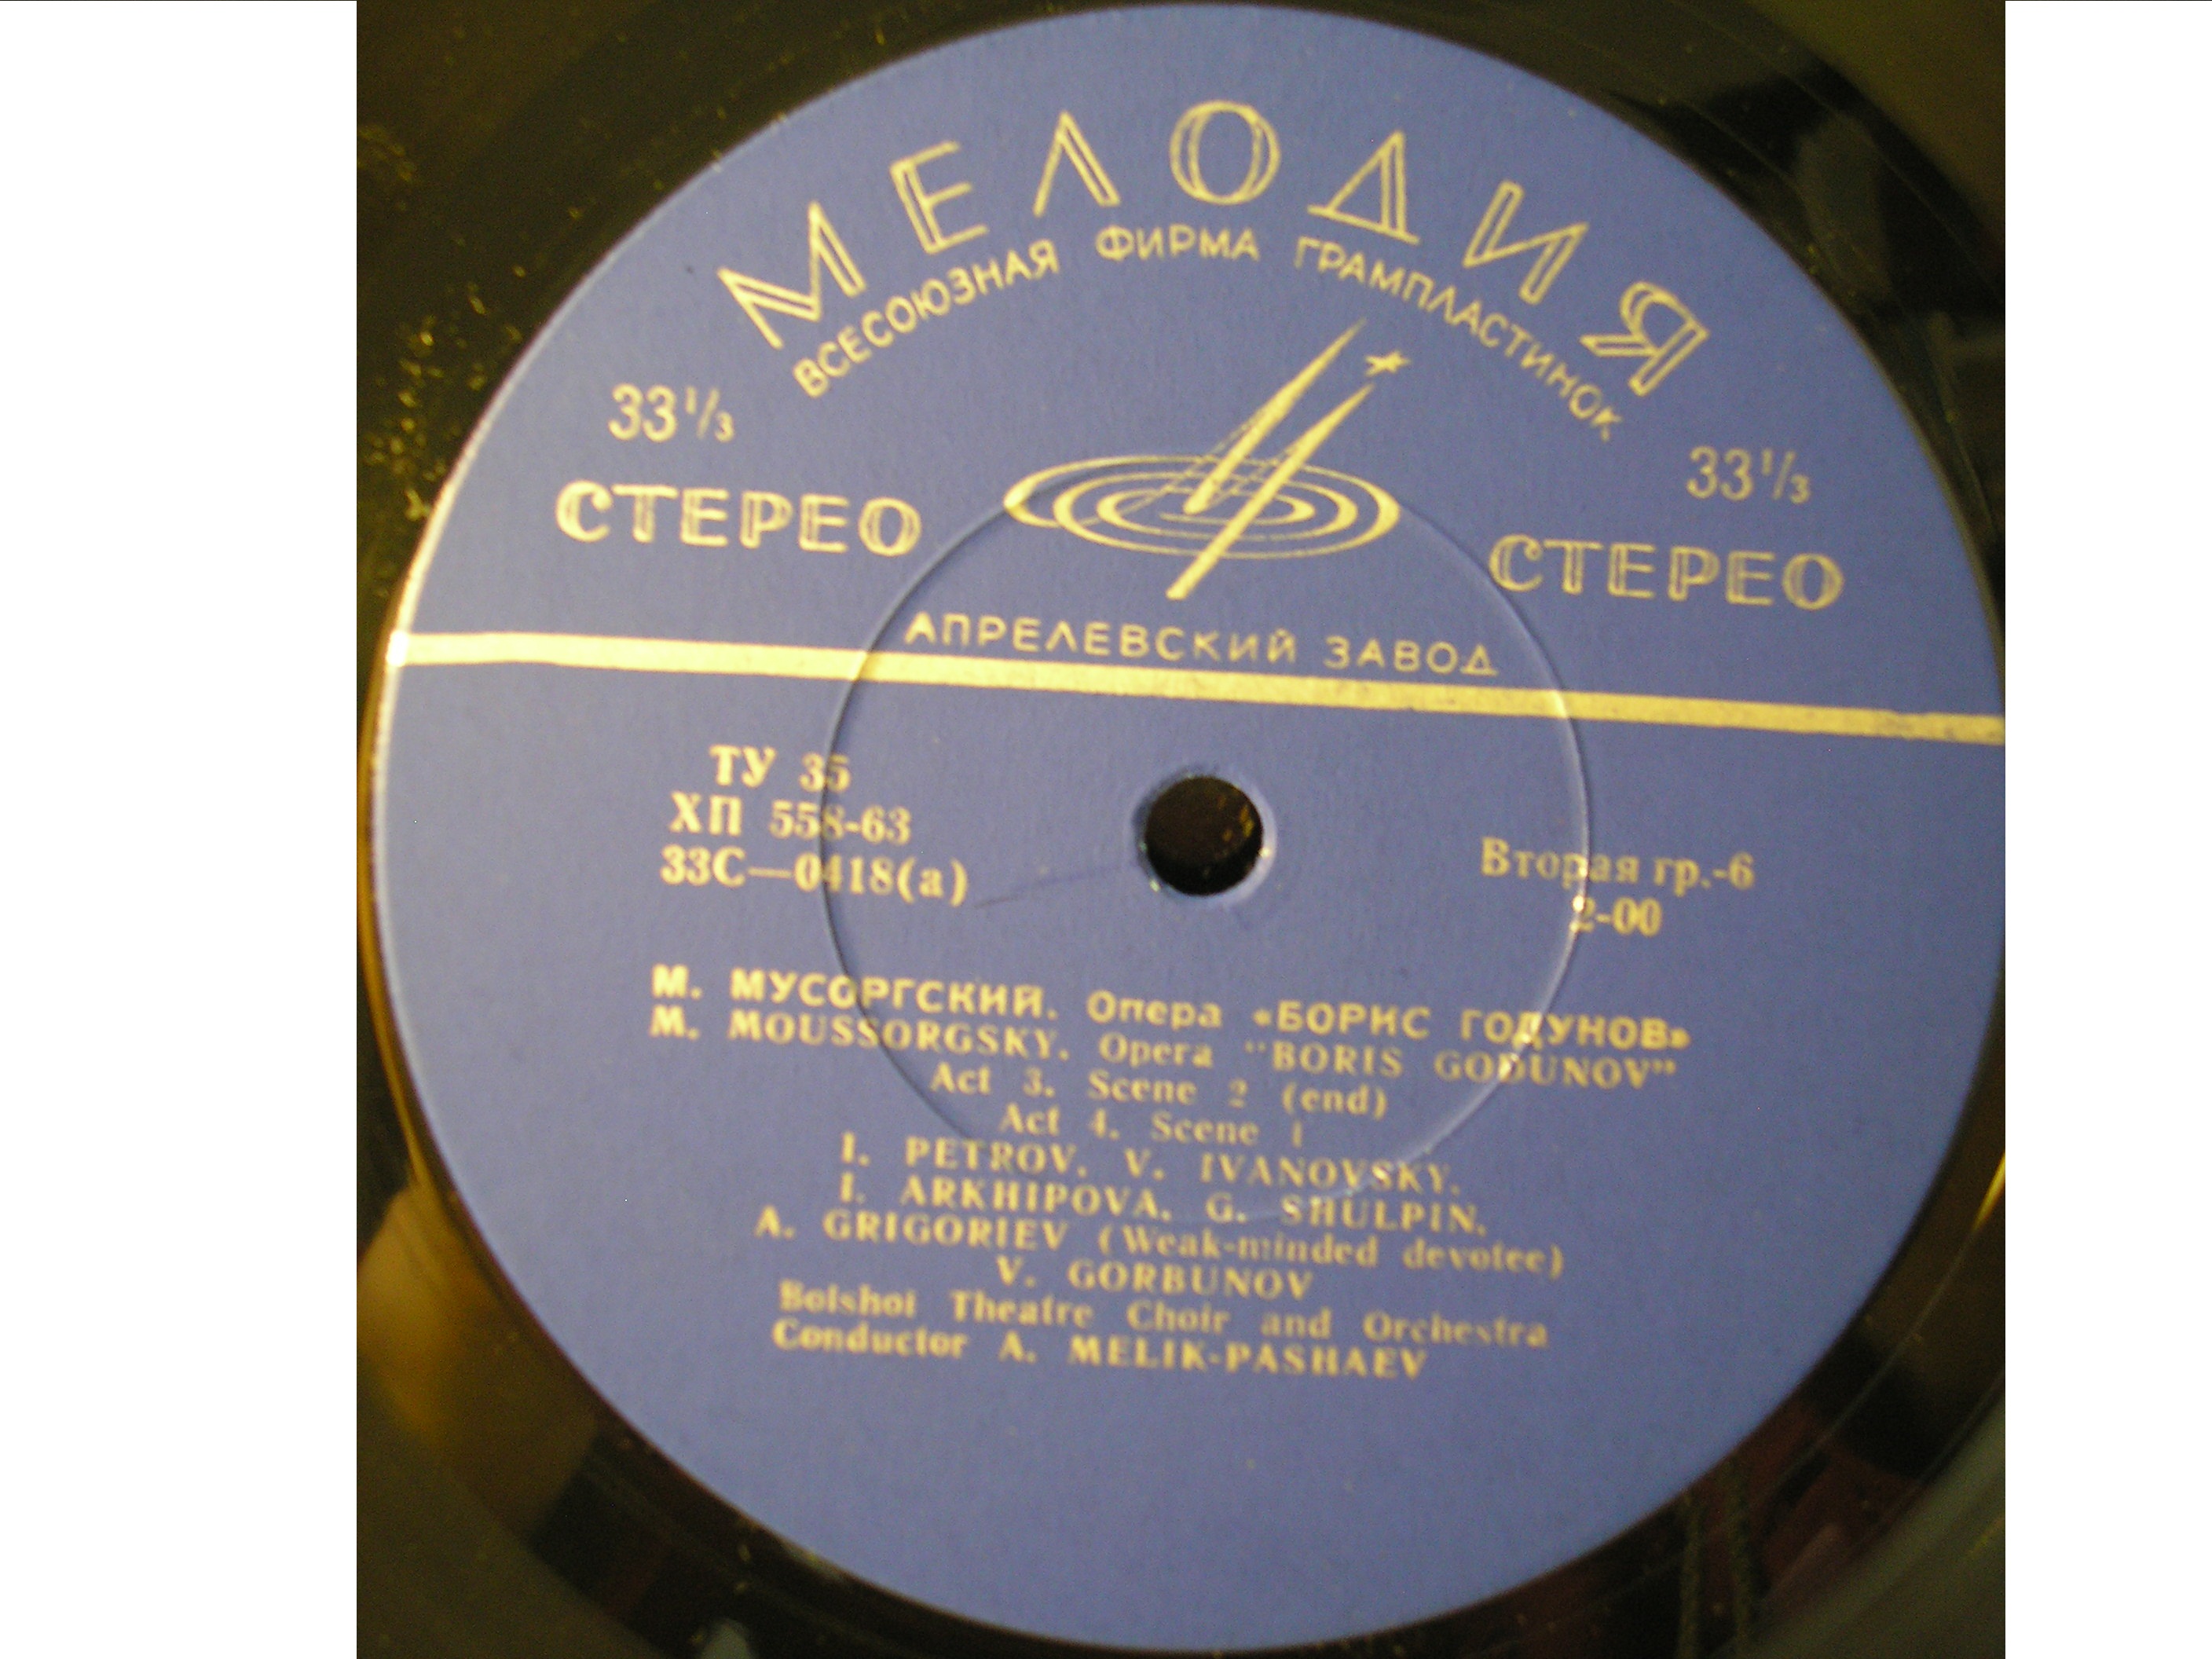 МЕЛОДИЯ
ВСЕСОЮЗНАЯ ФИРМА ГРАМПЛАСТИНОК
33⅓
33⅓
СТЕРЕО
СТЕРЕО
АПРЕЛЕВСКИЙ ЗАВОД
ТУ 35
ХП 558-63
33С—0418(а)
Вторая гр.-6
2-00
М. МУСОРГСКИЙ. Опера «БОРИС ГОДУНОВ»
M. MOUSSORGSKY. Opera "BORIS GODUNOV"
Act 3. Scene 2 (end)
Act 4. Scene 1
I. PETROV, V. IVANOVSKY,
I. ARKHIPOVA, G. SHULPIN,
A. GRIGORIEV (Weak-minded devotee)
V. GORBUNOV
Bolshoi Theatre Choir and Orchestra
Conductor A. MELIK-PASHAEV